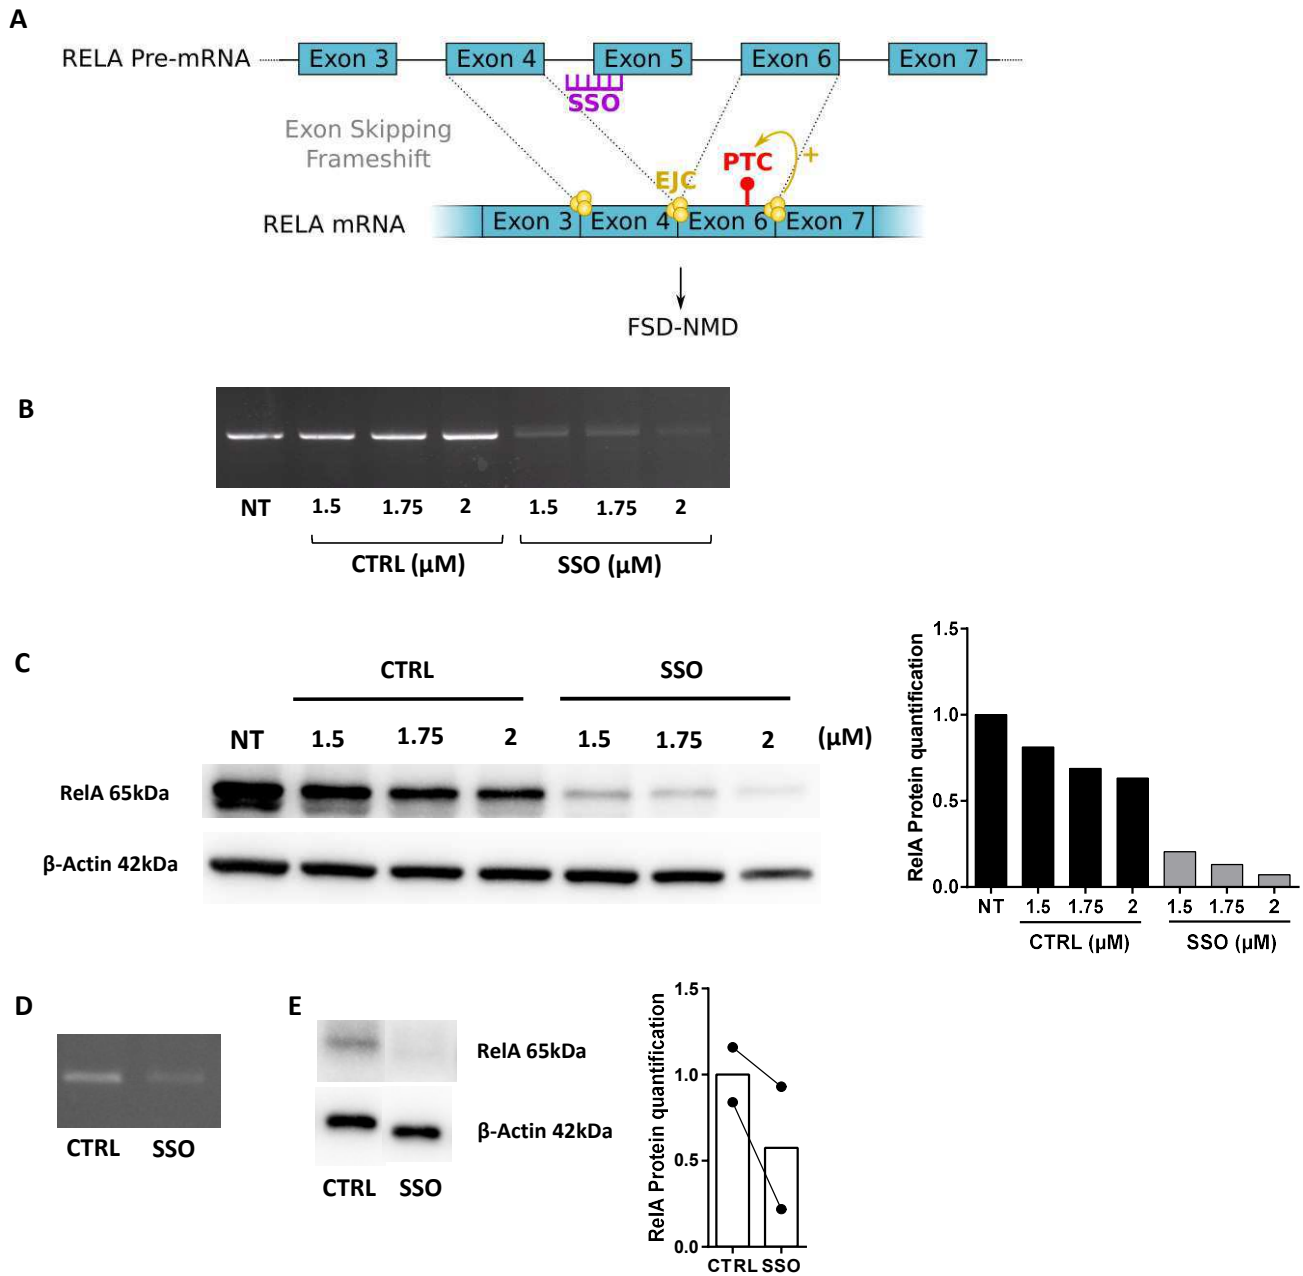 A
RELA Pre-mRNA
Exon 3 Exon 4 Exon 5 Exon 6 Exon 7
SSO
Exon Skipping
Frameshift
PTC
+
EJC
RELA mRNA
Exon 3 Exon 4 Exon 6 Exon 7
FSD-NMD
B
NT 1.5 1.75 2 1.5 1.75 2
CTRL (µM) SSO (µM)
C
CTRL SSO
NT 1.5 1.75 2 1.5 1.75 2 (µM)
RelA 65kDa
β-Actin 42kDa
RelA Protein quantification
1.5
1.0
0.5
0.0
NT 1.5 1.75 2 1.5 1.75 2
CTRL (µM) SSO (µM)
D
CTRL SSO
E
RelA 65kDa
β-Actin 42kDa
CTRL SSO
RelA Protein quantification
1.5
1.0
0.5
0.0
CTRL SSO